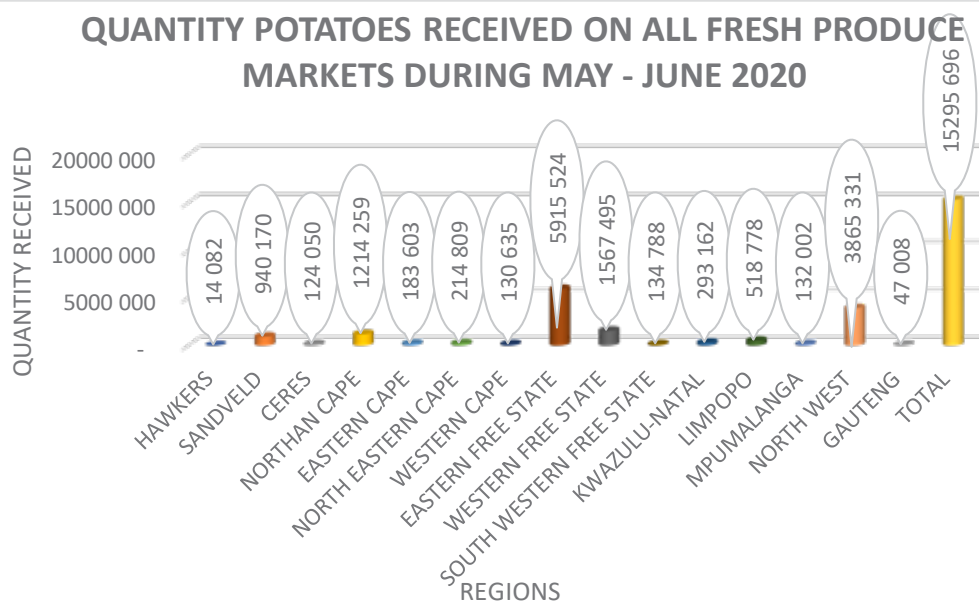 QUANTITY POTATOES RECEIVED ON ALL FRESH PRODUCE
MARKETS DURING MAY - JUNE 2020
QUANTITY RECEIVED
20000 000
15000 000
10000 000
5000 000
-
14 082
940 170
124 050
1214 259
183 603
214 809
130 635
5915 524
1567 495
134 788
293 162
518 778
132 002
3865 331
47 008
15295 696
HAWKERS
SANDVELD
CERES
NORTHAN CAPE
EASTERN CAPE
NORTH EASTERN CAPE
WESTERN CAPE
EASTERN FREE STATE
WESTERN FREE STATE
SOUTH WESTERN FREE STATE
KWAZULU-NATAL
LIMPOPO
MPUMALANGA
NORTH WEST
GAUTENG
TOTAL
REGIONS